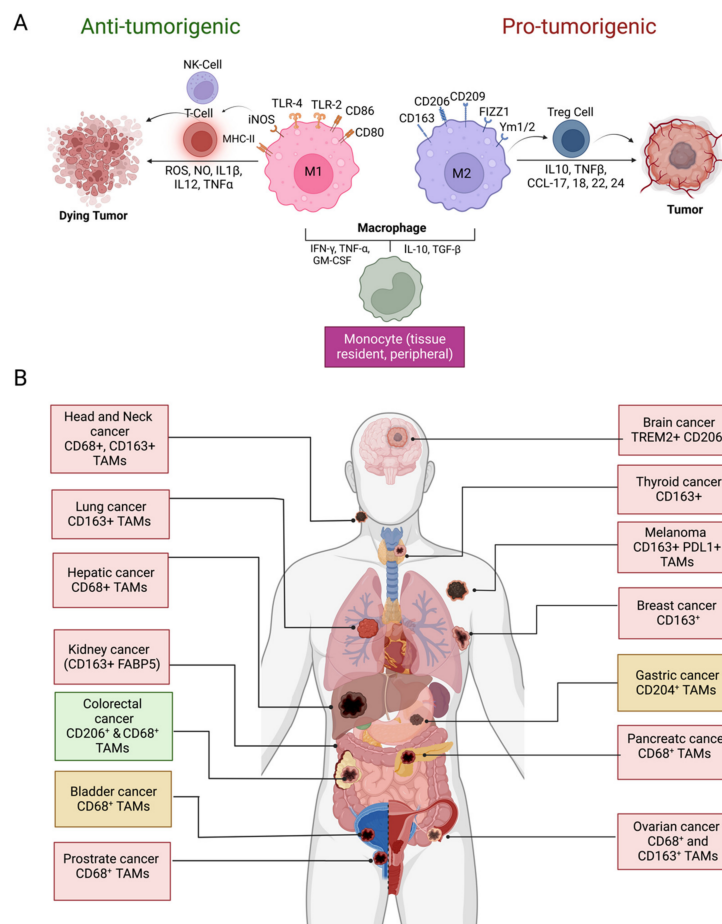 A
Anti-tumorigenic
Pro-tumorigenic
NK-Cell
T-Cell
MHC-II
iNOS
TLR-4
TLR-2
CD86
CD80
M1
ROS, NO, IL1β,
IL12, TNFα
Dying Tumor
CD163
CD206
CD209
FIZZ1
Ym1/2
M2
Treg Cell
IL10, TNFβ,
CCL-17, 18, 22, 24
Tumor
Macrophage
IFN-γ, TNF-α,
GM-CSF
IL-10, TGF-β
Monocyte (tissue
resident, peripheral)
B
Head and Neck
cancer
CD68+, CD163+
TAMs
Lung cancer
CD163+ TAMs
Hepatic cancer
CD68+ TAMs
Kidney cancer
(CD163+ FABP5)
Colorectal
cancer
CD206⁺ & CD68⁺
TAMs
Bladder cancer
CD68⁺ TAMs
Prostrate cancer
CD68⁺ TAMs
Brain cancer
TREM2+ CD206
Thyroid cancer
CD163+
Melanoma
CD163+ PDL1+
TAMs
Breast cancer
CD163⁺
Gastric cancer
CD204⁺ TAMs
Pancreatc cance
CD68⁺ TAMs
Ovarian cancer
CD68⁺ and
CD163⁺ TAMs